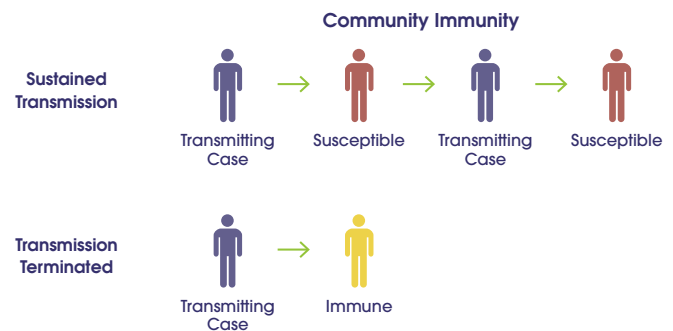 Community Immunity
Sustained
Transmission
Transmitting
Case
Susceptible
Transmitting
Case
Susceptible
Transmission
Terminated
Transmitting
Case
Immune